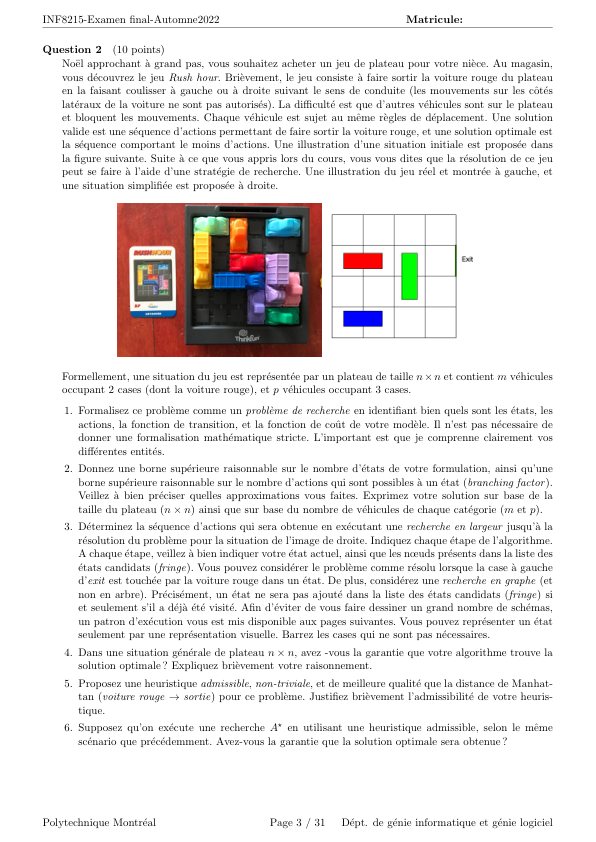 INF8215-Examen final-Automne2022 Matricule:
Question 2 (10 points)
Noël approchant à grand pas, vous souhaitez acheter un jeu de plateau pour votre nièce. Au magasin,
vous découvrez le jeu Rush hour. Brièvement, le jeu consiste à faire sortir la voiture rouge du plateau
en la faisant coulisser à gauche ou à droite suivant le sens de conduite (les mouvements sur les côtés
latéraux de la voiture ne sont pas autorisés). La difficulté est que d'autres véhicules sont sur le plateau
et bloquent les mouvements. Chaque véhicule est sujet au même règles de déplacement. Une solution
valide est une séquence d'actions permettant de faire sortir la voiture rouge, et une solution optimale est
la séquence comportant le moins d'actions. Une illustration d'une situation initiale est proposée dans
la figure suivante. Suite à ce que vous appris lors du cours, vous vous dites que la résolution de ce jeu
peut se faire à l'aide d'une stratégie de recherche. Une illustration du jeu réel et montrée à gauche, et
une situation simplifiée est proposée à droite.
RUSH HOUR
ThinkFun
Exit
Formellement, une situation du jeu est représentée par un plateau de taille n × n et contient m véhicules
occupant 2 cases (dont la voiture rouge), et p véhicules occupant 3 cases.
1. Formalisez ce problème comme un problème de recherche en identifiant bien quels sont les états, les
actions, la fonction de transition, et la fonction de coût de votre modèle. Il n'est pas nécessaire de
donner une formalisation mathématique stricte. L'important est que je comprenne clairement vos
différentes entités.
2. Donnez une borne supérieure raisonnable sur le nombre d'états de votre formulation, ainsi qu'une
borne supérieure raisonnable sur le nombre d'actions qui sont possibles à un état (branching factor).
Veillez à bien préciser quelles approximations vous faites. Exprimez votre solution sur base de la
taille du plateau (n × n) ainsi que sur base du nombre de véhicules de chaque catégorie (m et p).
3. Déterminez la séquence d'actions qui sera obtenue en exécutant une recherche en largeur jusqu'à la
résolution du problème pour la situation de l'image de droite. Indiquez chaque étape de l'algorithme.
A chaque étape, veillez à bien indiquer votre état actuel, ainsi que les nœuds présents dans la liste des
états candidats (fringe). Vous pouvez considérer le problème comme résolu lorsque la case à gauche
d'exit est touchée par la voiture rouge dans un état. De plus, considérez une recherche en graphe (et
non en arbre). Précisément, un état ne sera pas ajouté dans la liste des états candidats (fringe) si
et seulement s'il a déjà été visité. Afin d'éviter de vous faire dessiner un grand nombre de schémas,
un patron d'exécution vous est mis disponible aux pages suivantes. Vous pouvez représenter un état
seulement par une représentation visuelle. Barrez les cases qui ne sont pas nécessaires.
4. Dans une situation générale de plateau n × n, avez -vous la garantie que votre algorithme trouve la
solution optimale ? Expliquez brièvement votre raisonnement.
5. Proposez une heuristique admissible, non-triviale, et de meilleure qualité que la distance de Manhat-
tan (voiture rouge → sortie) pour ce problème. Justifiez brièvement l'admissibilité de votre heuris-
tique.
6. Supposez qu'on exécute une recherche A* en utilisant une heuristique admissible, selon le même
scénario que précédemment. Avez-vous la garantie que la solution optimale sera obtenue ?
Polytechnique Montréal Page 3 / 31 Dépt. de génie informatique et génie logiciel